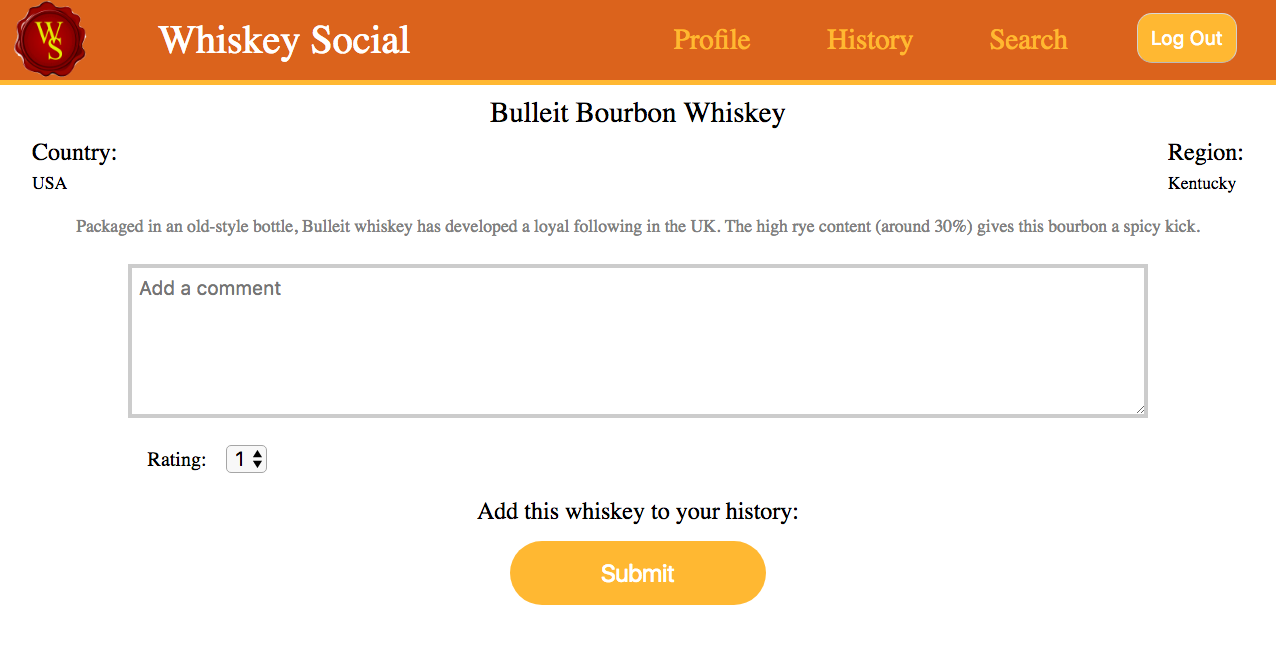 WS
Whiskey Social
Profile
History
Search
Log Out
Bulleit Bourbon Whiskey
Country:
Region:
USA
Kentucky
Packaged in an old-style bottle, Bulleit whiskey has developed a loyal following in the UK. The high rye content (around 30%) gives this bourbon a spicy kick.
Add a comment
Rating: 1
Add this whiskey to your history:
Submit